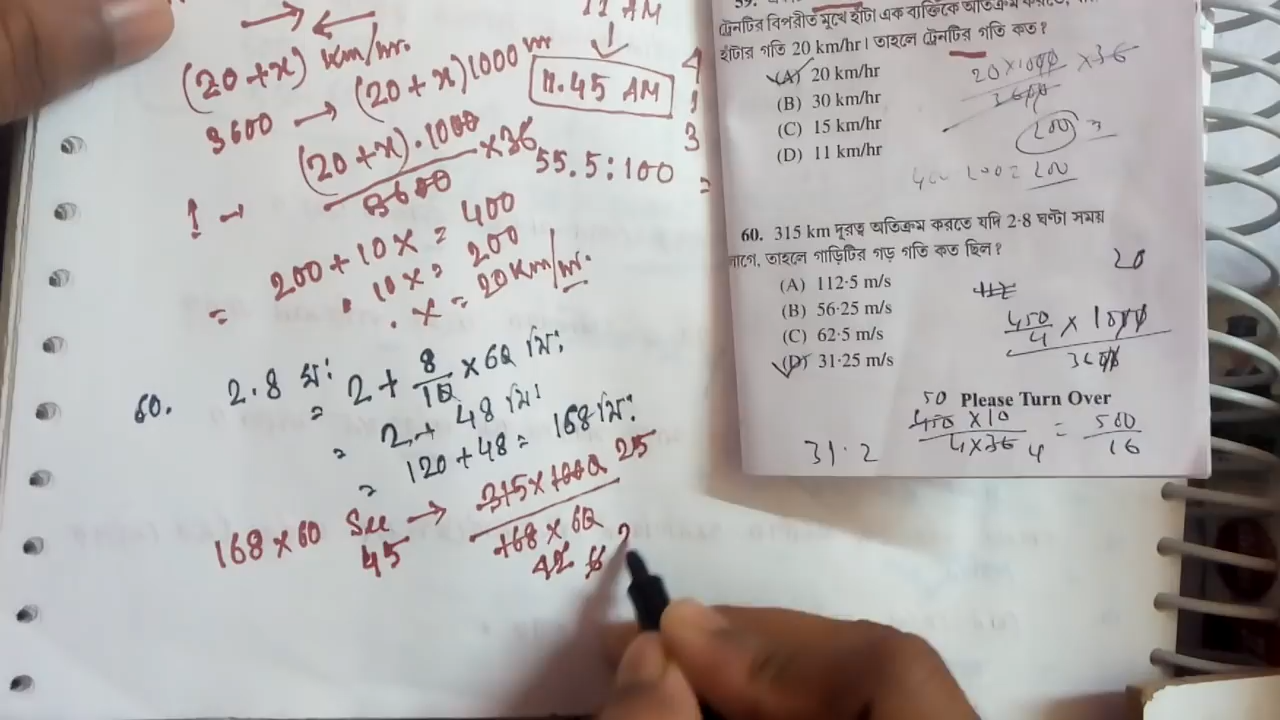 11 AM
(20+x) km/hr.
11.45 AM
3600 → (20+x)1000 m
(20+x).1000
3600 ×36
1 →
55.5:100 =
200+10x = 400
= 10x = 200
x = 20 km/hr.
60. 2.8 ঘ: = 2 + 8/10 × 60 মি:
= 2 + 48 মি:
= 120+48 = 168 মি:
168×60 Sec → 315×1000 25
168×60
45
42 6
59.
ট্রেনটির বিপরীত মুখে হাঁটা এক ব্যক্তিকে অতিক্রম করতে,
হাঁটার গতি 20 km/hr। তাহলে ট্রেনটির গতি কত?
(A) 20 km/hr
(B) 30 km/hr
(C) 15 km/hr
(D) 11 km/hr
20×1000 ×36
3600
200
400 200 = 200
60. 315 km দূরত্ব অতিক্রম করতে যদি 2·8 ঘণ্টা সময়
লাগে, তাহলে গাড়িটির গড় গতি কত ছিল?
(A) 112·5 m/s
(B) 56·25 m/s
(C) 62·5 m/s
(D) 31·25 m/s
20
450/4 × 1000
3600
Please Turn Over
50
450×10 = 500
4×36 4 16
31.2